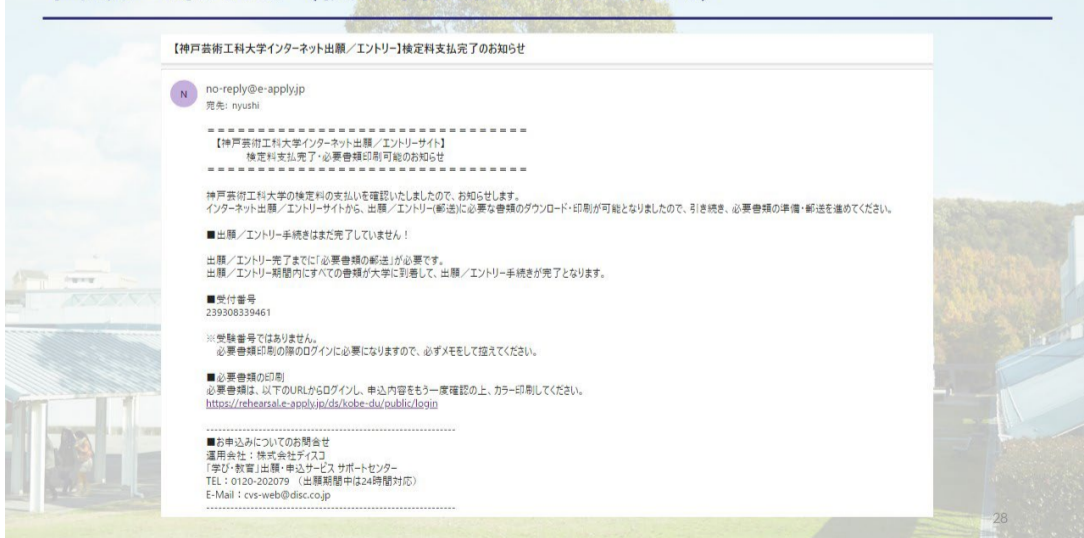 【神戸芸術工科大学インターネット出願／エントリー】検定料支払完了のお知らせ
N
no-reply@e-apply.jp
宛先: nyushi
＝＝＝＝＝＝＝＝＝＝＝＝＝＝＝＝＝＝＝＝＝＝＝＝＝＝＝＝＝＝
【神戸芸術工科大学インターネット出願／エントリーサイト】
検定料支払完了・必要書類印刷可能のお知らせ
＝＝＝＝＝＝＝＝＝＝＝＝＝＝＝＝＝＝＝＝＝＝＝＝＝＝＝＝＝＝
神戸芸術工科大学の検定料の支払いを確認いたしましたので、お知らせします。
インターネット出願／エントリーサイトから、出願／エントリー(郵送)に必要な書類のダウンロード・印刷が可能となりましたので、引き続き、必要書類の準備・郵送を進めてください。
■出願／エントリー手続きはまだ完了していません！
出願／エントリー完了までに「必要書類の郵送」が必要です。
出願／エントリー期間内にすべての書類が大学に到着して、出願／エントリー手続きが完了となります。
■受付番号
239308339461
※受験番号ではありません。
必要書類印刷の際のログインに必要になりますので、必ずメモをして控えてください。
■必要書類の印刷
必要書類は、以下のURLからログインし、申込内容をもう一度確認の上、カラー印刷してください。
https://rehearsal.e-apply.jp/ds/kobe-du/public/login
--------------------------------------------------------------
■お申込みについてのお問合せ
運用会社：株式会社ディスコ
「学び・教育」出願・申込サービス サポートセンター
TEL：0120-202079 （出願期間中は24時間対応）
E-Mail：cvs-web@disc.co.jp
--------------------------------------------------------------
28